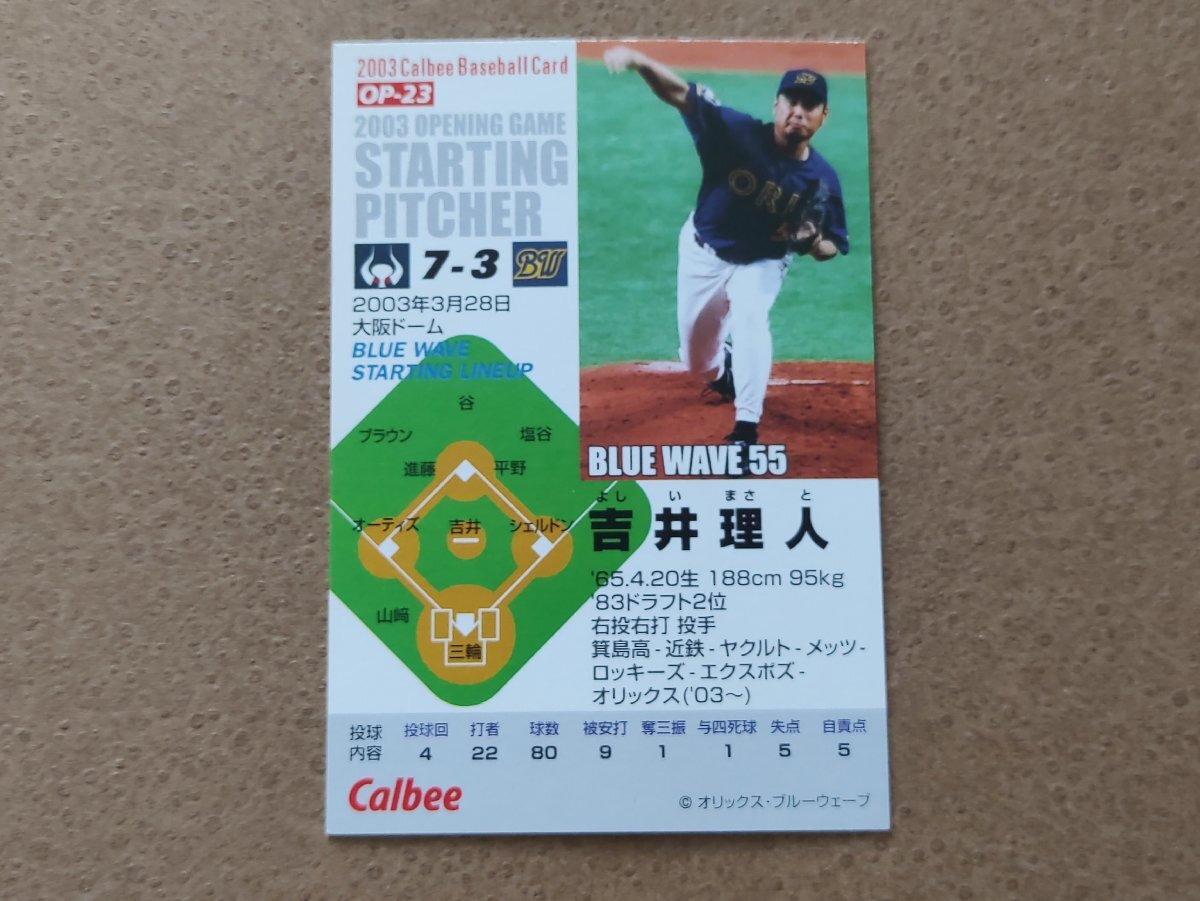 2003 Calbee Baseball Card
OP-23
2003 OPENING GAME
STARTING
PITCHER
7-3 BW
2003年3月28日
大阪ドーム
BLUE WAVE
STARTING LINEUP
谷
ブラウン 塩谷
進藤 平野
オーティズ 吉井 シェルドン
山﨑
三輪
ORI
BLUE WAVE 55
よし い まさ と
吉井理人
'65.4.20生 188cm 95kg
'83ドラフト2位
右投右打 投手
箕島高-近鉄-ヤクルト-メッツ-
ロッキーズ-エクスポズ-
オリックス('03〜)
投球内容 投球回 打者 球数 被安打 奪三振 与四死球 失点 自責点
4 22 80 9 1 1 5 5
Calbee
© オリックス・ブルーウェーブ